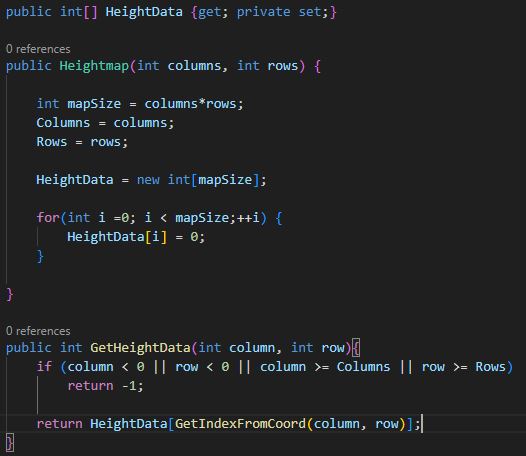 public int[] HeightData {get; private set;}
0 references
public Heightmap(int columns, int rows) {
int mapSize = columns*rows;
Columns = columns;
Rows = rows;
HeightData = new int[mapSize];
for(int i =0; i < mapSize;++i) {
HeightData[i] = 0;
}
}
0 references
public int GetHeightData(int column, int row){
if (column < 0 || row < 0 || column >= Columns || row >= Rows)
return -1;
return HeightData[GetIndexFromCoord(column, row)];
}